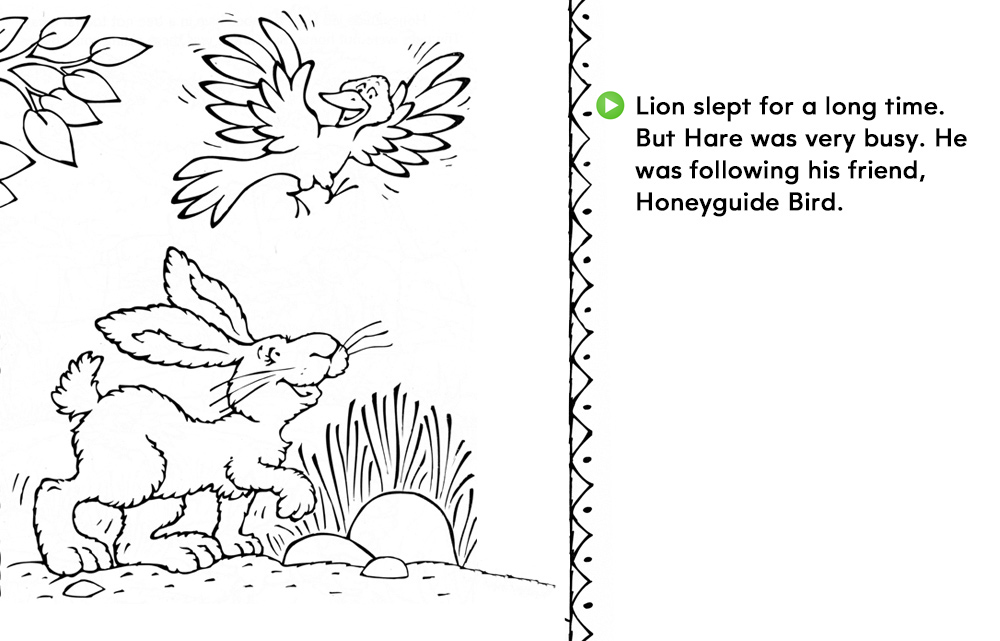 Lion slept for a long time.
But Hare was very busy. He
was following his friend,
Honeyguide Bird.